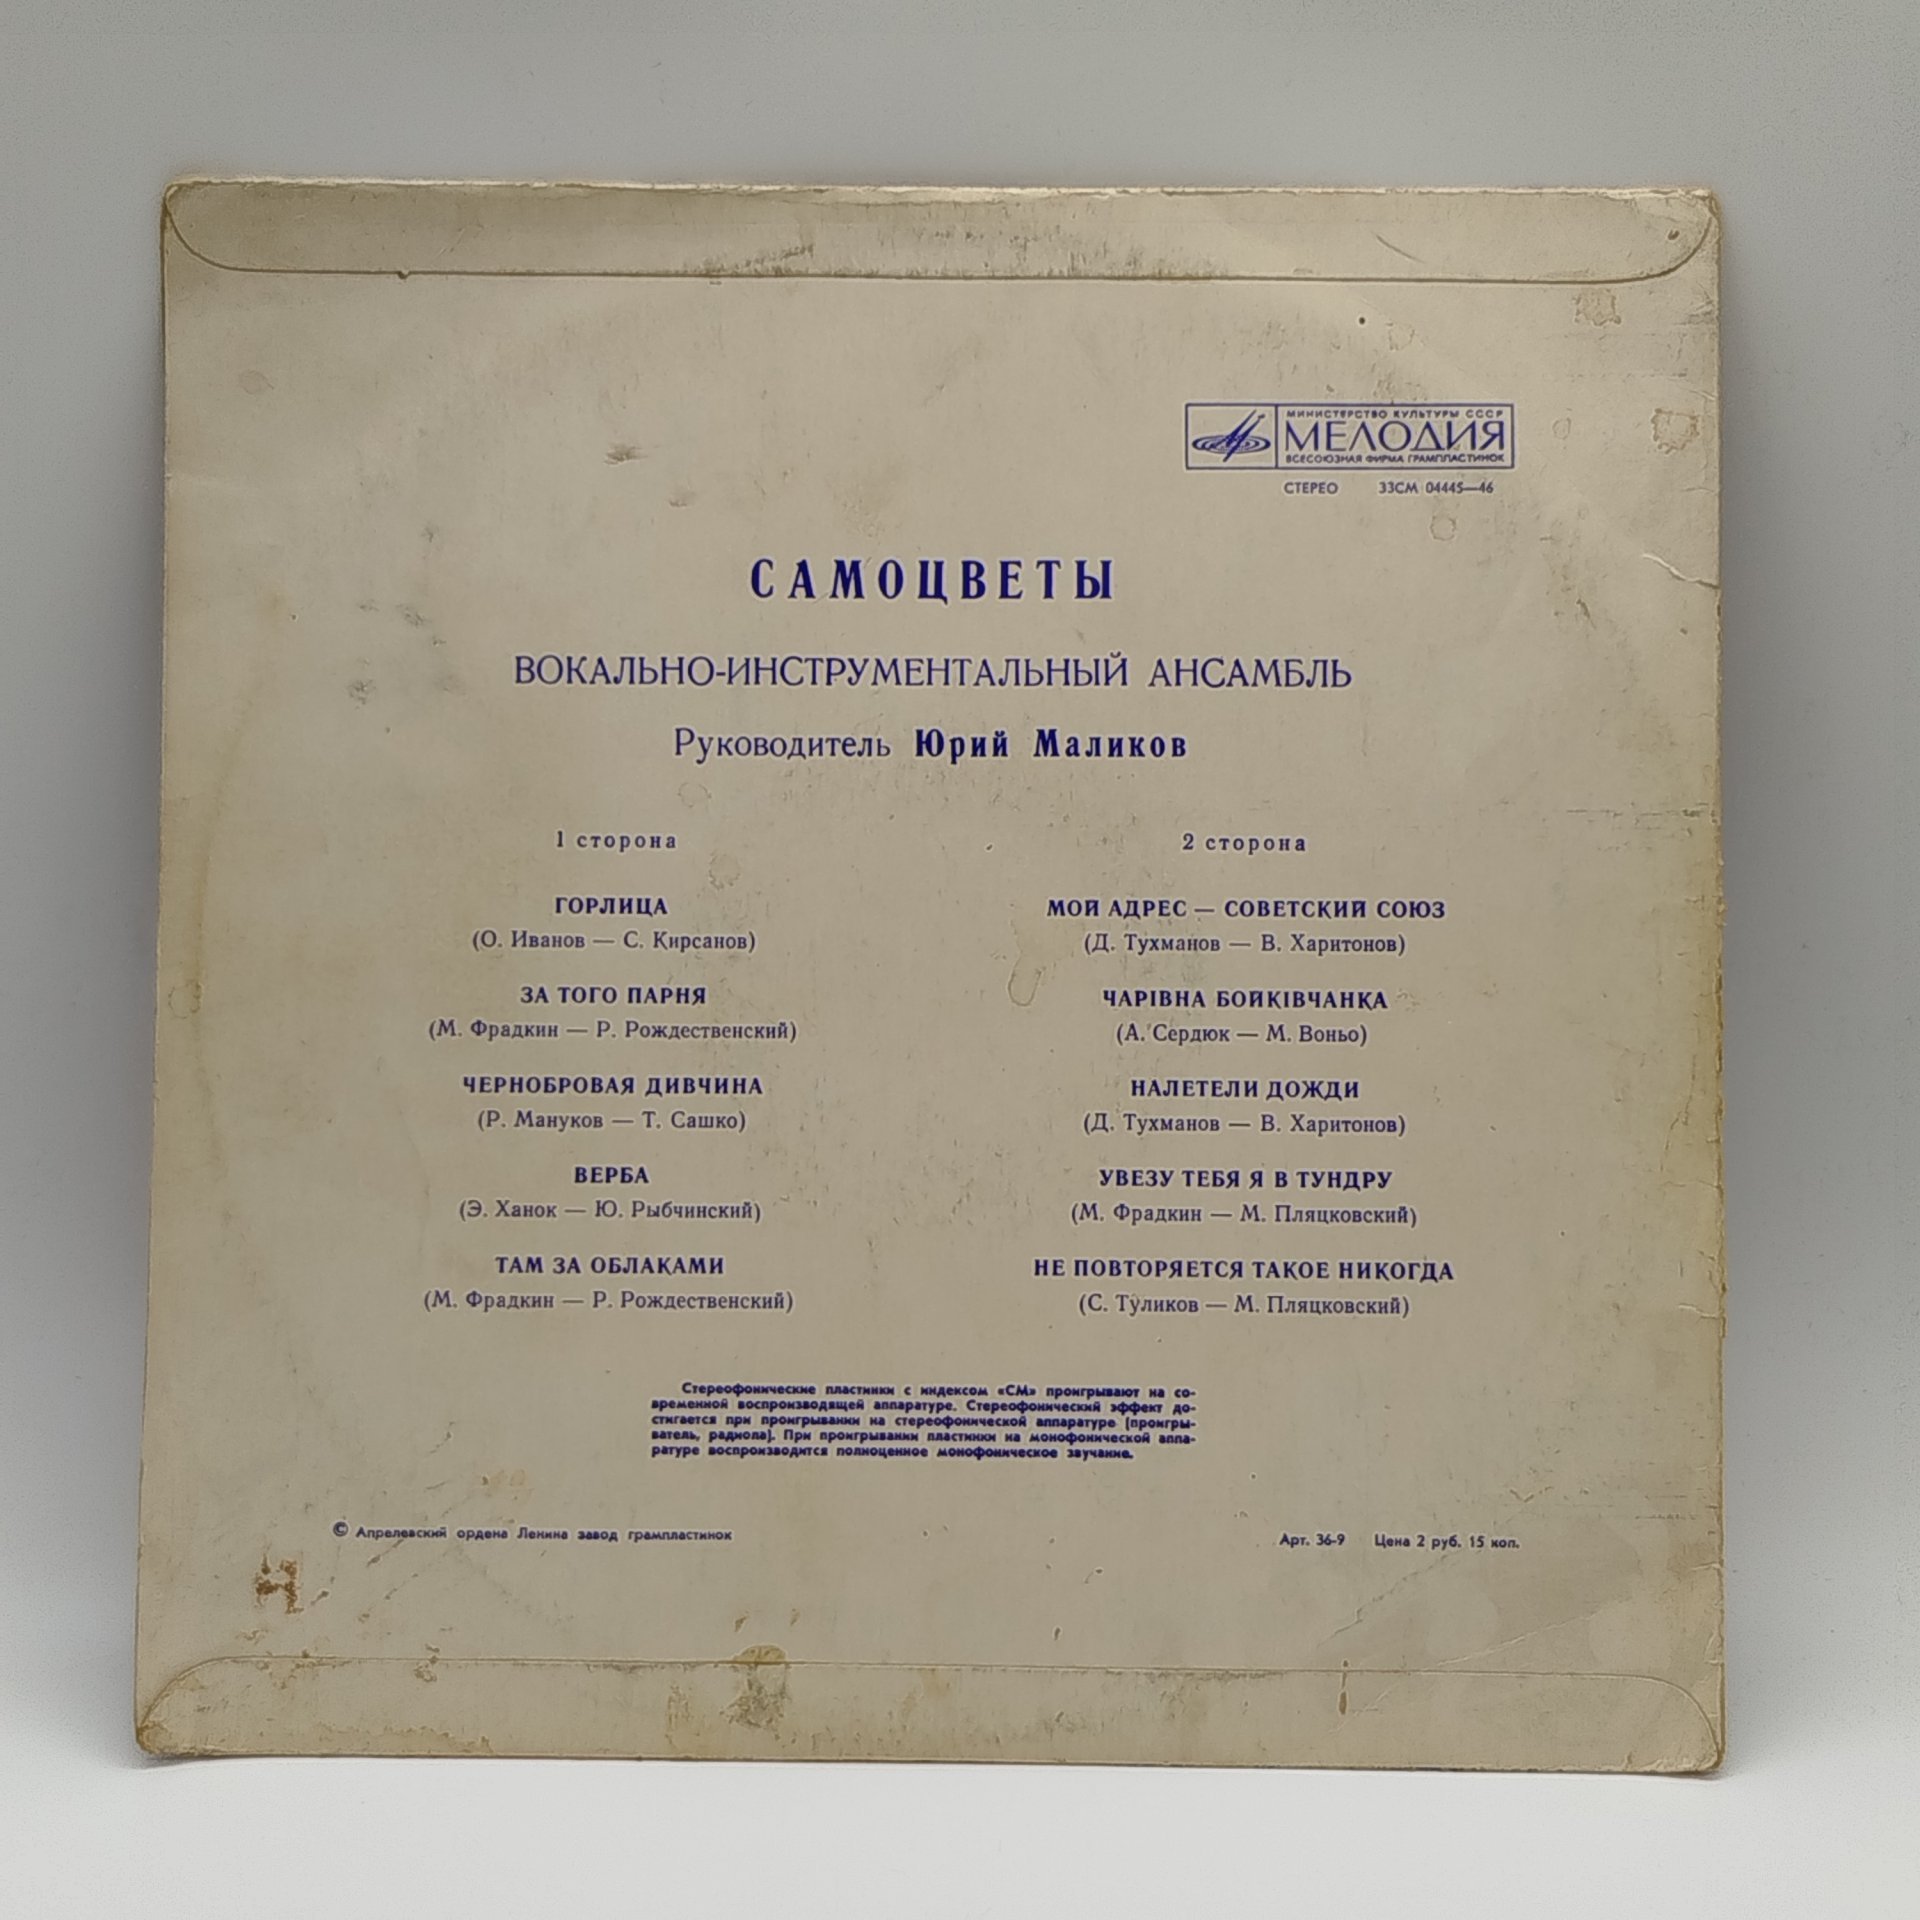 МИНИСТЕРСТВО КУЛЬТУРЫ СССР
МЕЛОДИЯ
ВСЕСОЮЗНАЯ ФИРМА ГРАМПЛАСТИНОК
СТЕРЕО 33СМ 04445—46
САМОЦВЕТЫ
ВОКАЛЬНО-ИНСТРУМЕНТАЛЬНЫЙ АНСАМБЛЬ
Руководитель Юрий Маликов
1 сторона
ГОРЛИЦА
(О. Иванов — С. Кирсанов)
ЗА ТОГО ПАРНЯ
(М. Фрадкин — Р. Рождественский)
ЧЕРНОБРОВАЯ ДИВЧИНА
(Р. Мануков — Т. Сашко)
ВЕРБА
(Э. Ханок — Ю. Рыбчинский)
ТАМ ЗА ОБЛАКАМИ
(М. Фрадкин — Р. Рождественский)
2 сторона
МОЙ АДРЕС — СОВЕТСКИЙ СОЮЗ
(Д. Тухманов — В. Харитонов)
ЧАРІВНА БОЙКІВЧАНКА
(А. Сердюк — М. Воньо)
НАЛЕТЕЛИ ДОЖДИ
(Д. Тухманов — В. Харитонов)
УВЕЗУ ТЕБЯ Я В ТУНДРУ
(М. Фрадкин — М. Пляцковский)
НЕ ПОВТОРЯЕТСЯ ТАКОЕ НИКОГДА
(С. Туликов — М. Пляцковский)
Стереофонические пластинки с индексом «СМ» проигрывают на со-
временной воспроизводящей аппаратуре. Стереофонический эффект до-
стигается при проигрывании на стереофонической аппаратуре (проигры-
ватель, радиола). При проигрывании пластинки на монофонической аппа-
ратуре воспроизводится полноценное монофоническое звучание.
© Апрелевский ордена Ленина завод грампластинок
Арт. 36-9 Цена 2 руб. 15 коп.